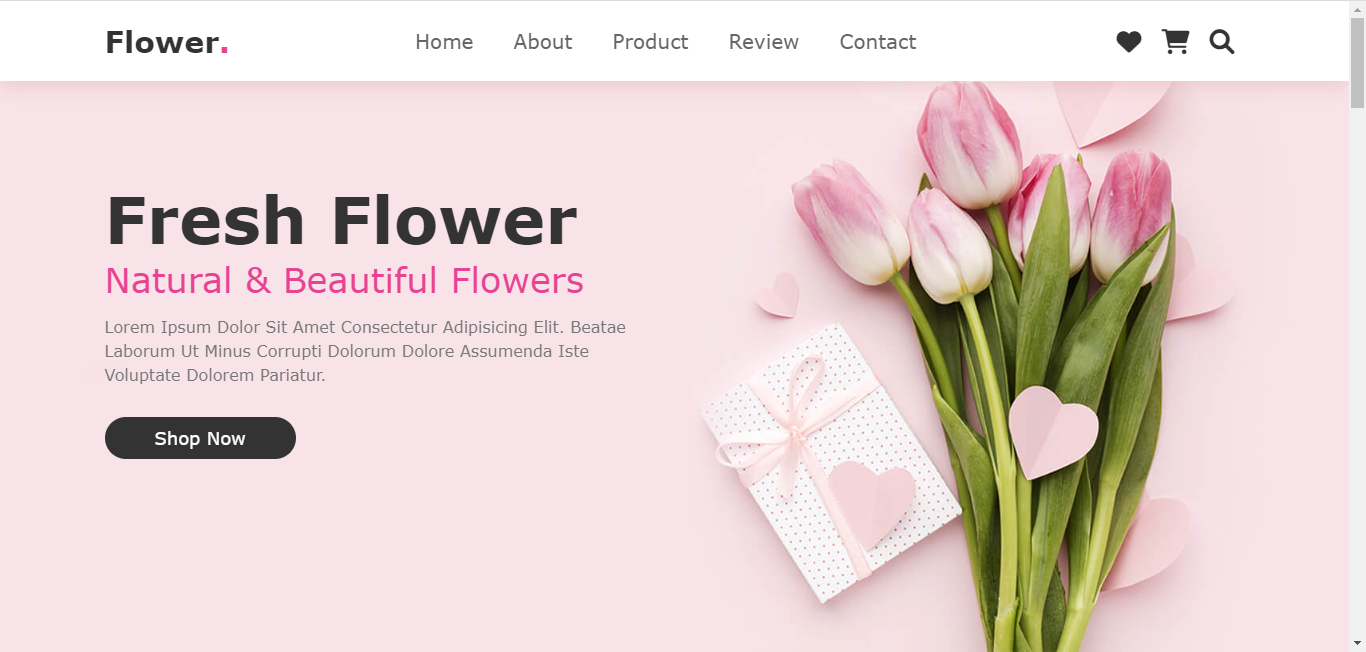 Flower.
Home About Product Review Contact
Fresh Flower
Natural & Beautiful Flowers
Lorem Ipsum Dolor Sit Amet Consectetur Adipisicing Elit. Beatae
Laborum Ut Minus Corrupti Dolorum Dolore Assumenda Iste
Voluptate Dolorem Pariatur.
Shop Now